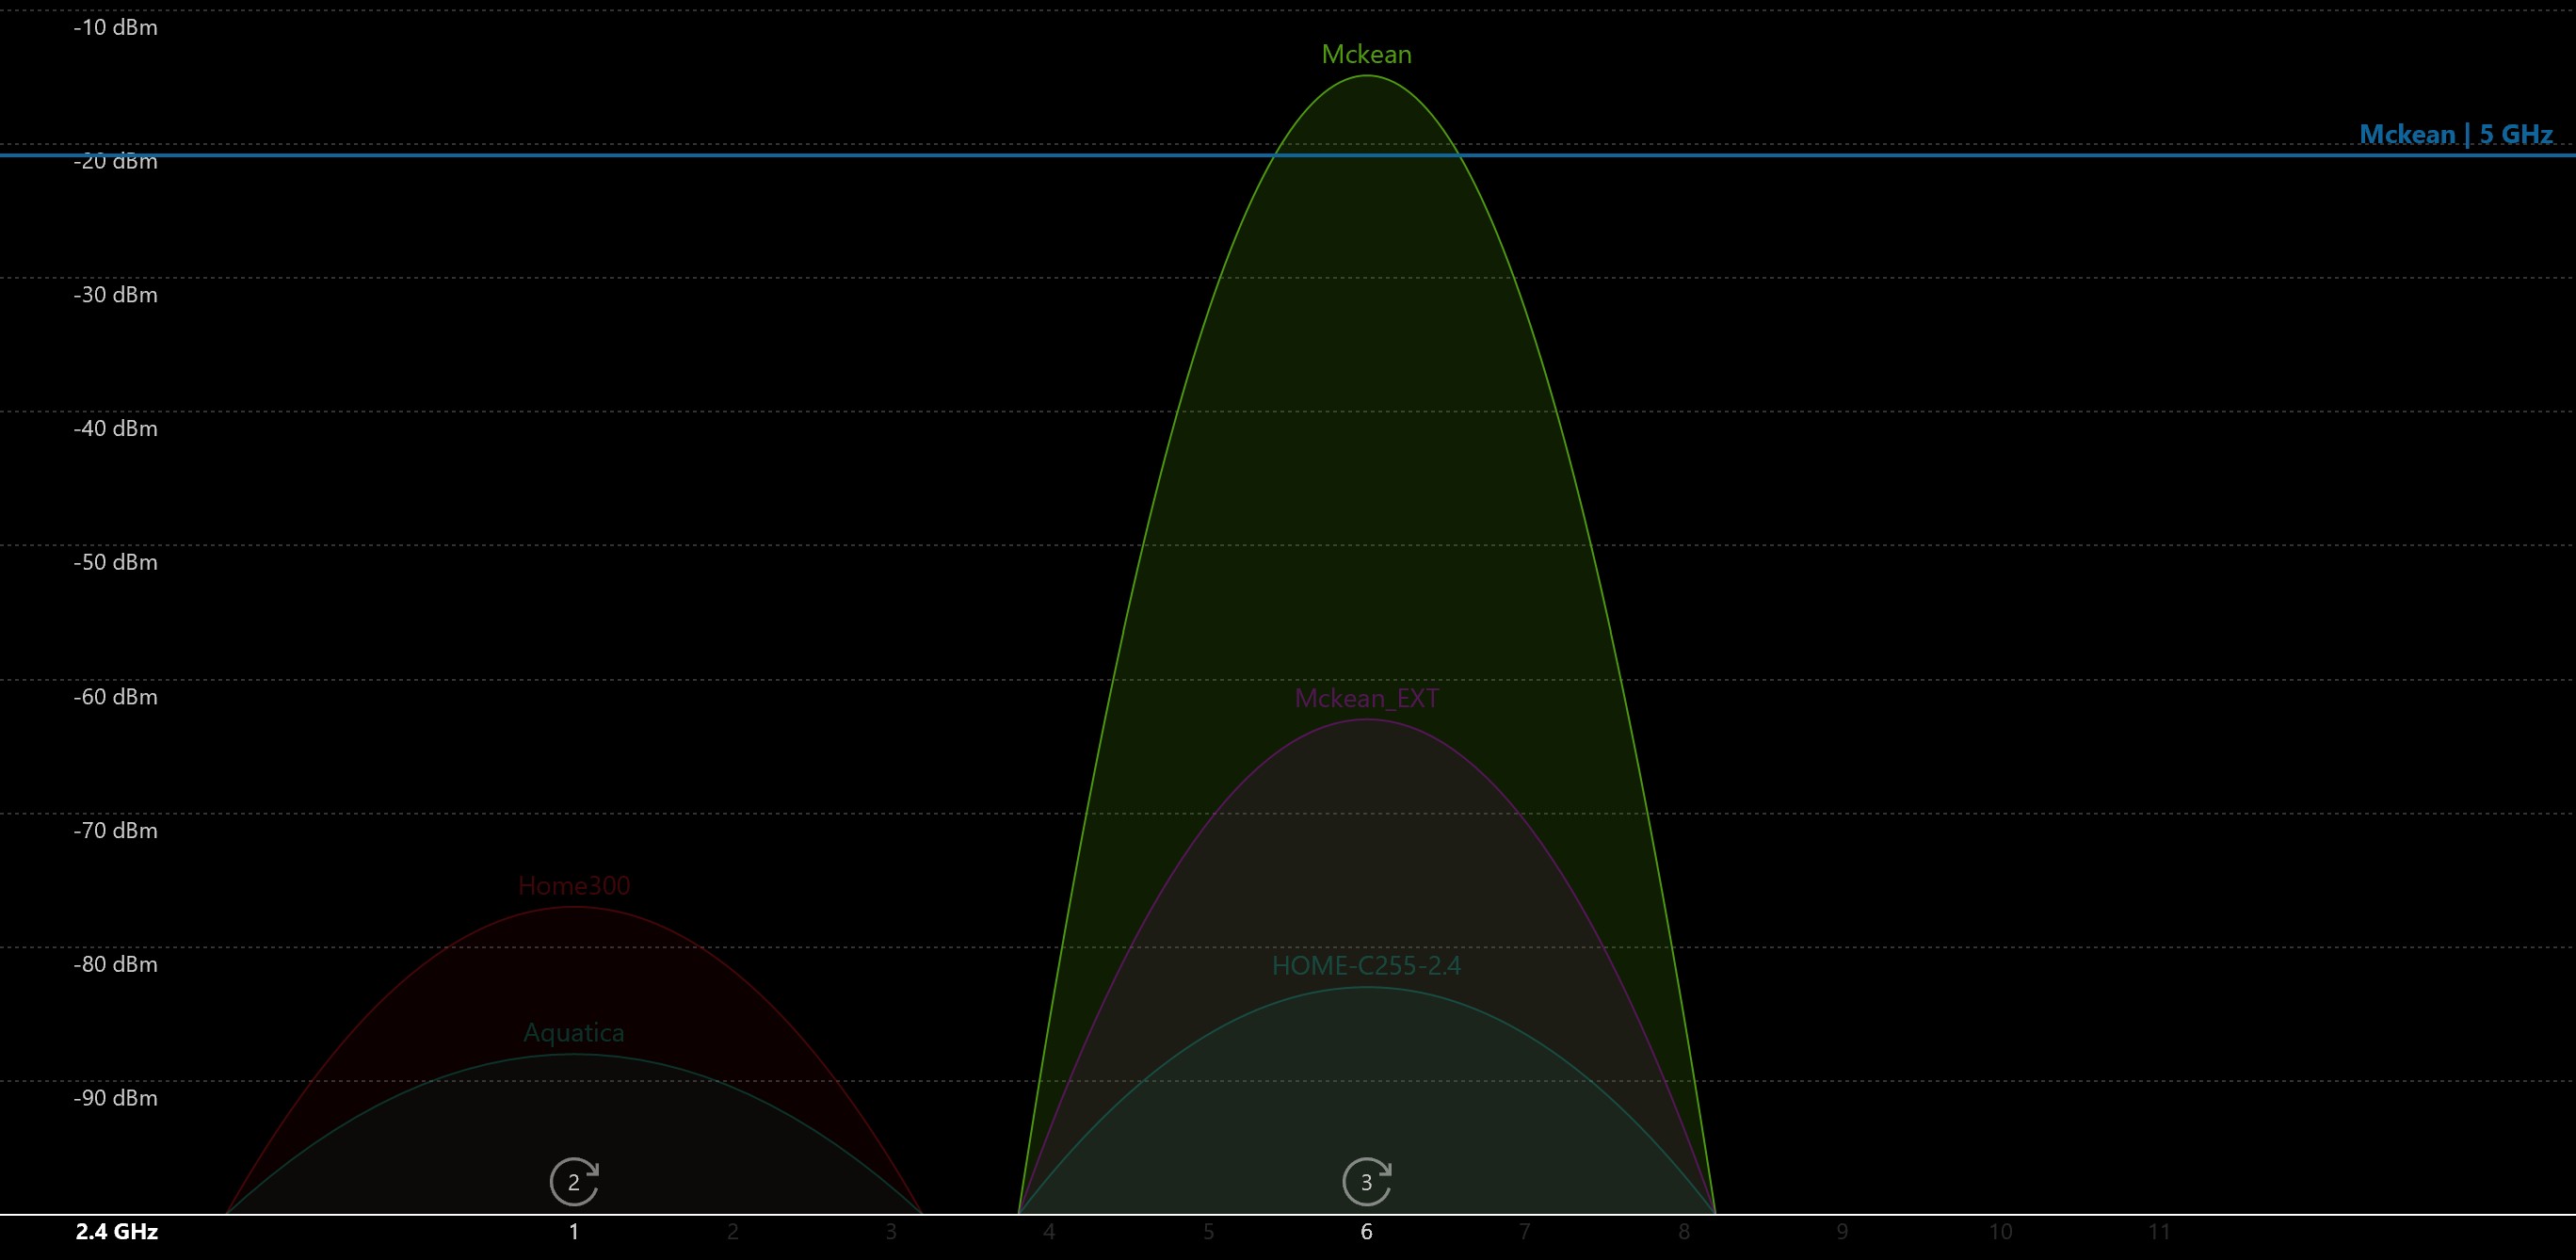 -10 dBm
Mckean
Mckean | 5 GHz
-20 dBm
-30 dBm
-40 dBm
-50 dBm
-60 dBm
Mckean_EXT
-70 dBm
Home300
-80 dBm
HOME-C255-2.4
Aquatica
-90 dBm
2 3
2.4 GHz 1 2 3 4 5 6 7 8 9 10 11